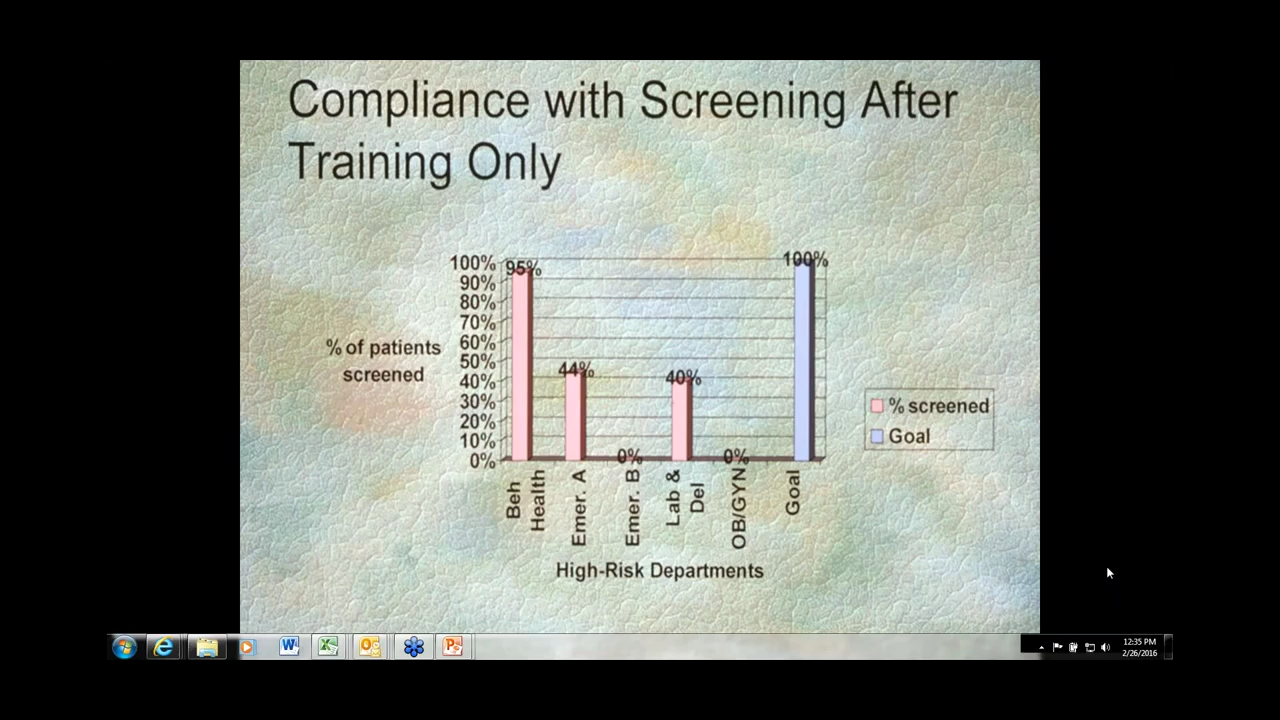 Compliance with Screening After
Training Only
100%
90%
80%
70%
60%
50%
40%
30%
20%
10%
0%
% of patients
screened
95%
44%
0%
40%
0%
100%
Beh
Health
Emer. A
Emer. B
Lab &
Del
OB/GYN
Goal
High-Risk Departments
% screened
Goal
12:35 PM
2/26/2016